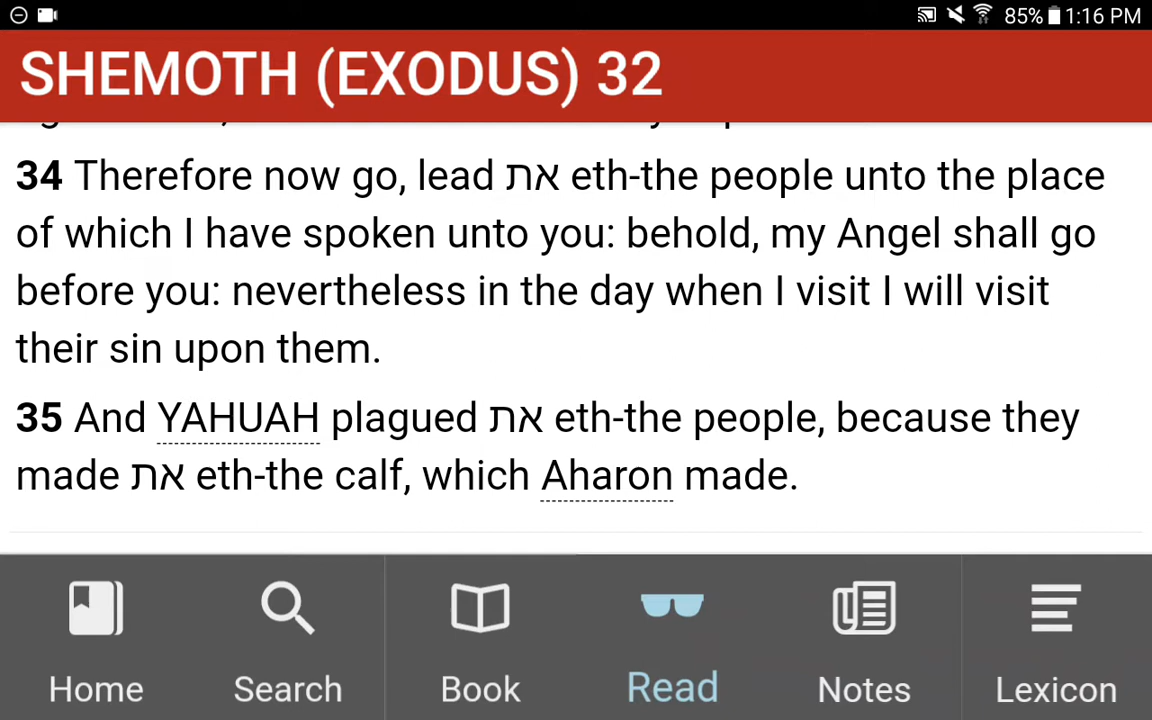 85% 1:16 PM
SHEMOTH (EXODUS) 32
34 Therefore now go, lead את eth-the people unto the place
of which I have spoken unto you: behold, my Angel shall go
before you: nevertheless in the day when I visit I will visit
their sin upon them.
35 And YAHUAH plagued את eth-the people, because they
made את eth-the calf, which Aharon made.
Home Search Book Read Notes Lexicon